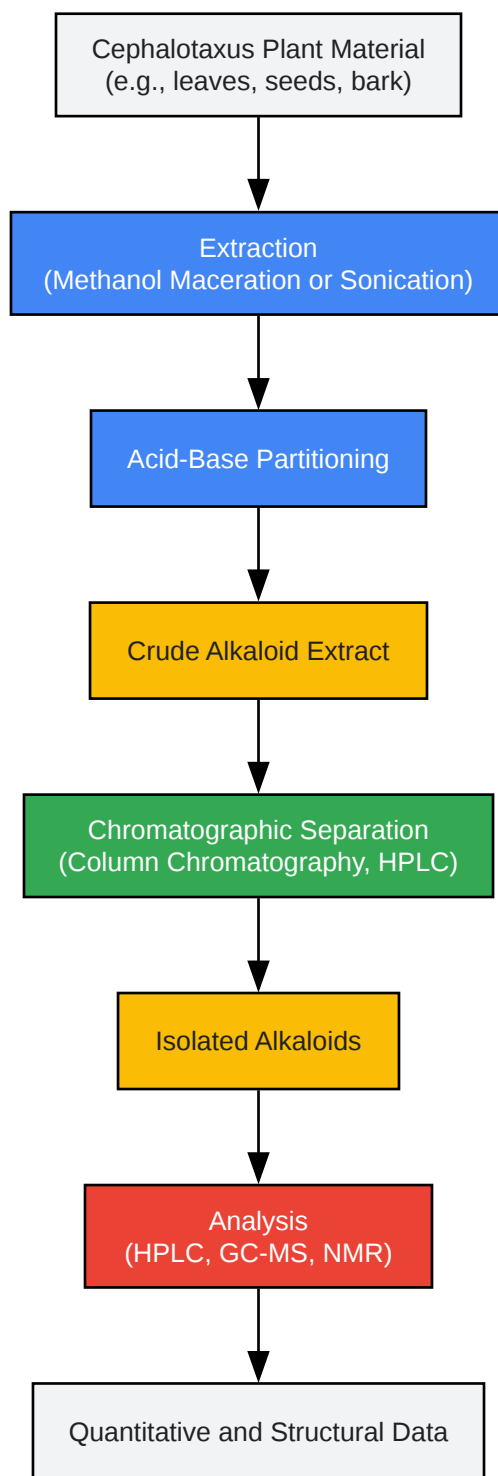 Cephalotaxus Plant Material
(e.g., leaves, seeds, bark)
Extraction
(Methanol Maceration or Sonication)
Acid-Base Partitioning
Crude Alkaloid Extract
Chromatographic Separation
(Column Chromatography, HPLC)
Isolated Alkaloids
Analysis
(HPLC, GC-MS, NMR)
Quantitative and Structural Data